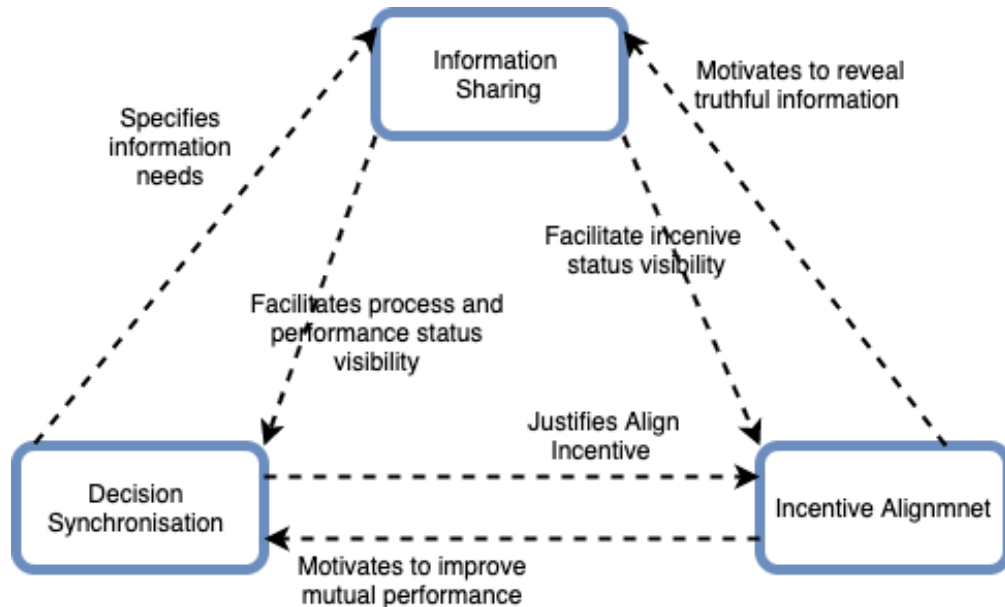 Information
Sharing
Motivates to reveal
truthful information
Specifies
information
needs
Facilitate incenive
status visibility
Facilitates process and
performance status
visibility
Justifies Align
Incentive
Decision
Synchronisation
Incentive Alignmnet
Motivates to improve
mutual performance